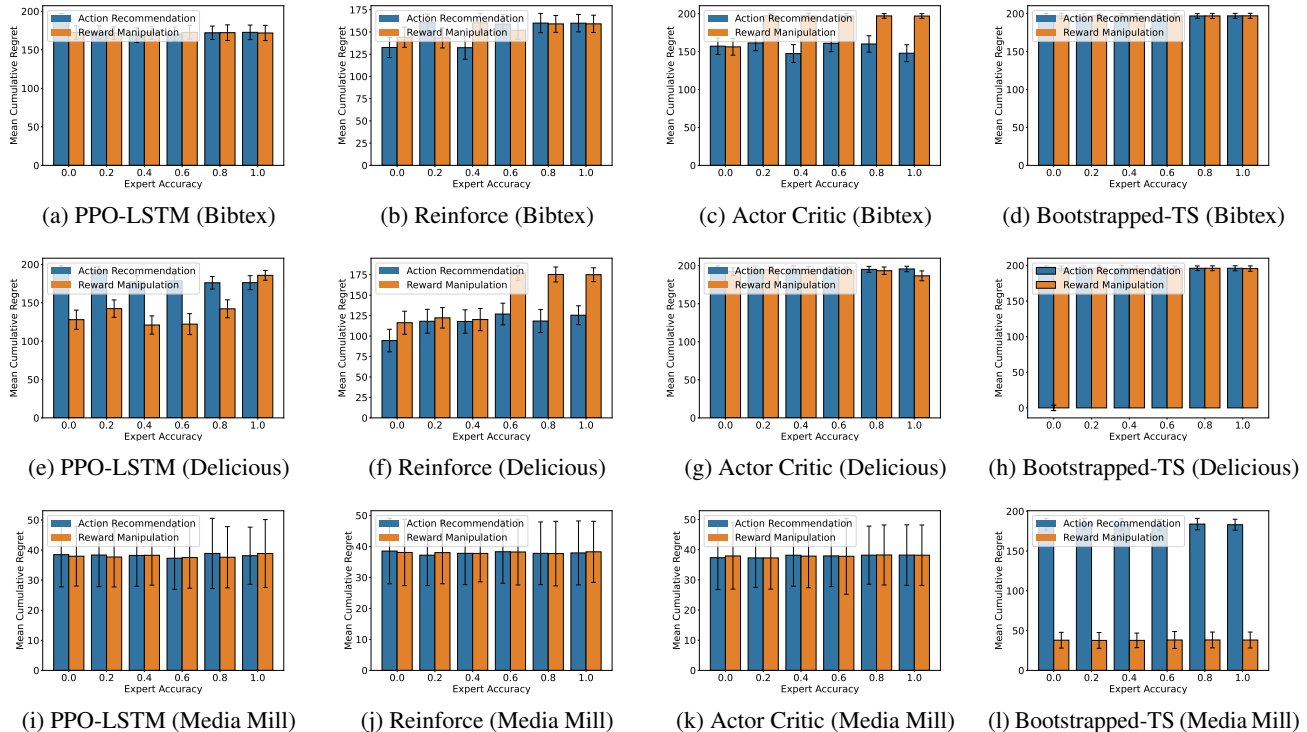 Mean Cumulative Regret
200
150
100
50
0
Action Recommendation
Reward Manipulation
0.0 0.2 0.4 0.6 0.8 1.0
Expert Accuracy
(a) PPO-LSTM (Bibtex)
Mean Cumulative Regret
175
150
125
100
75
50
25
0
Action Recommendation
Reward Manipulation
0.0 0.2 0.4 0.6 0.8 1.0
Expert Accuracy
(b) Reinforce (Bibtex)
Mean Cumulative Regret
200
150
100
50
0
Action Recommendation
Reward Manipulation
0.0 0.2 0.4 0.6 0.8 1.0
Expert Accuracy
(c) Actor Critic (Bibtex)
Mean Cumulative Regret
200
150
100
50
0
Action Recommendation
Reward Manipulation
0.0 0.2 0.4 0.6 0.8 1.0
Expert Accuracy
(d) Bootstrapped-TS (Bibtex)
Mean Cumulative Regret
200
150
100
50
0
Action Recommendation
Reward Manipulation
0.0 0.2 0.4 0.6 0.8 1.0
Expert Accuracy
(e) PPO-LSTM (Delicious)
Mean Cumulative Regret
175
150
125
100
75
50
25
0
Action Recommendation
Reward Manipulation
0.0 0.2 0.4 0.6 0.8 1.0
Expert Accuracy
(f) Reinforce (Delicious)
Mean Cumulative Regret
200
150
100
50
0
Action Recommendation
Reward Manipulation
0.0 0.2 0.4 0.6 0.8 1.0
Expert Accuracy
(g) Actor Critic (Delicious)
Mean Cumulative Regret
200
150
100
50
0
Action Recommendation
Reward Manipulation
0.0 0.2 0.4 0.6 0.8 1.0
Expert Accuracy
(h) Bootstrapped-TS (Delicious)
Mean Cumulative Regret
50
40
30
20
10
0
Action Recommendation
Reward Manipulation
0.0 0.2 0.4 0.6 0.8 1.0
Expert Accuracy
(i) PPO-LSTM (Media Mill)
Mean Cumulative Regret
50
40
30
20
10
0
Action Recommendation
Reward Manipulation
0.0 0.2 0.4 0.6 0.8 1.0
Expert Accuracy
(j) Reinforce (Media Mill)
Mean Cumulative Regret
50
40
30
20
10
0
Action Recommendation
Reward Manipulation
0.0 0.2 0.4 0.6 0.8 1.0
Expert Accuracy
(k) Actor Critic (Media Mill)
Mean Cumulative Regret
200
150
100
50
0
Action Recommendation
Reward Manipulation
0.0 0.2 0.4 0.6 0.8 1.0
Expert Accuracy
(l) Bootstrapped-TS (Media Mill)